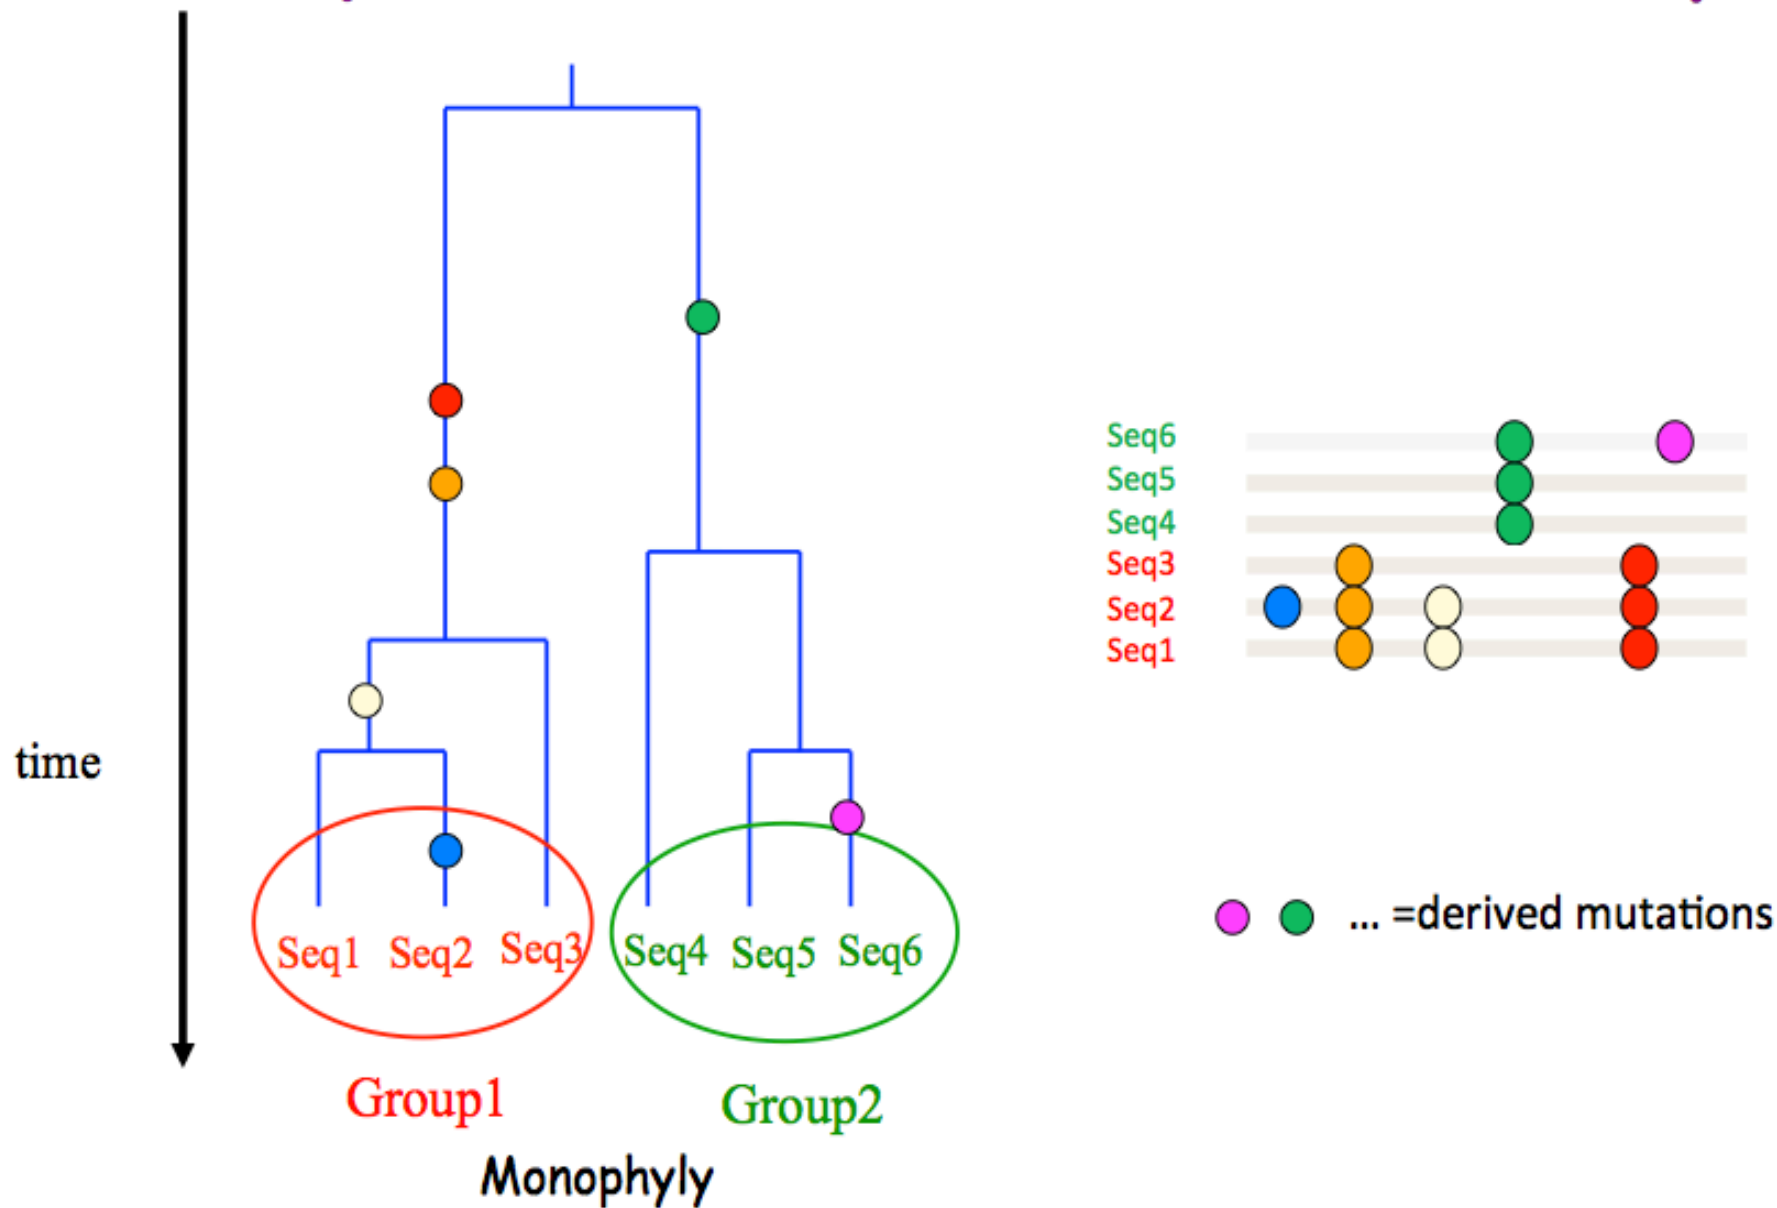 time
Seq1 Seq2 Seq3 Seq4 Seq5 Seq6
Group1 Group2
Monophyly
Seq6
Seq5
Seq4
Seq3
Seq2
Seq1
... =derived mutations